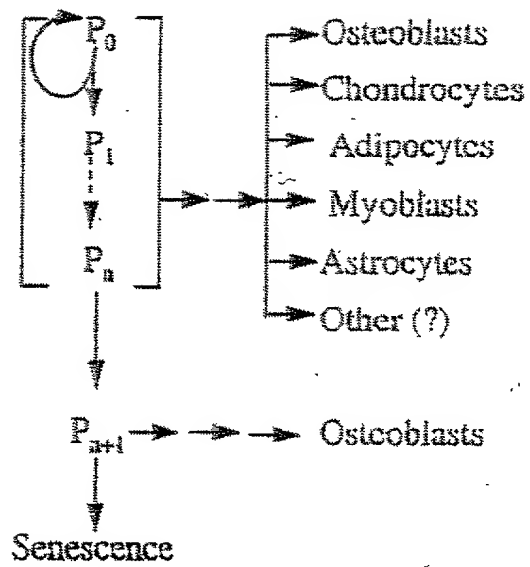 P0
Osteoblasts
Chondrocytes
P1
Adipocytes
Myoblasts
Pn
Astrocytes
Other (?)
Pn+1
Osteoblasts
Senescence